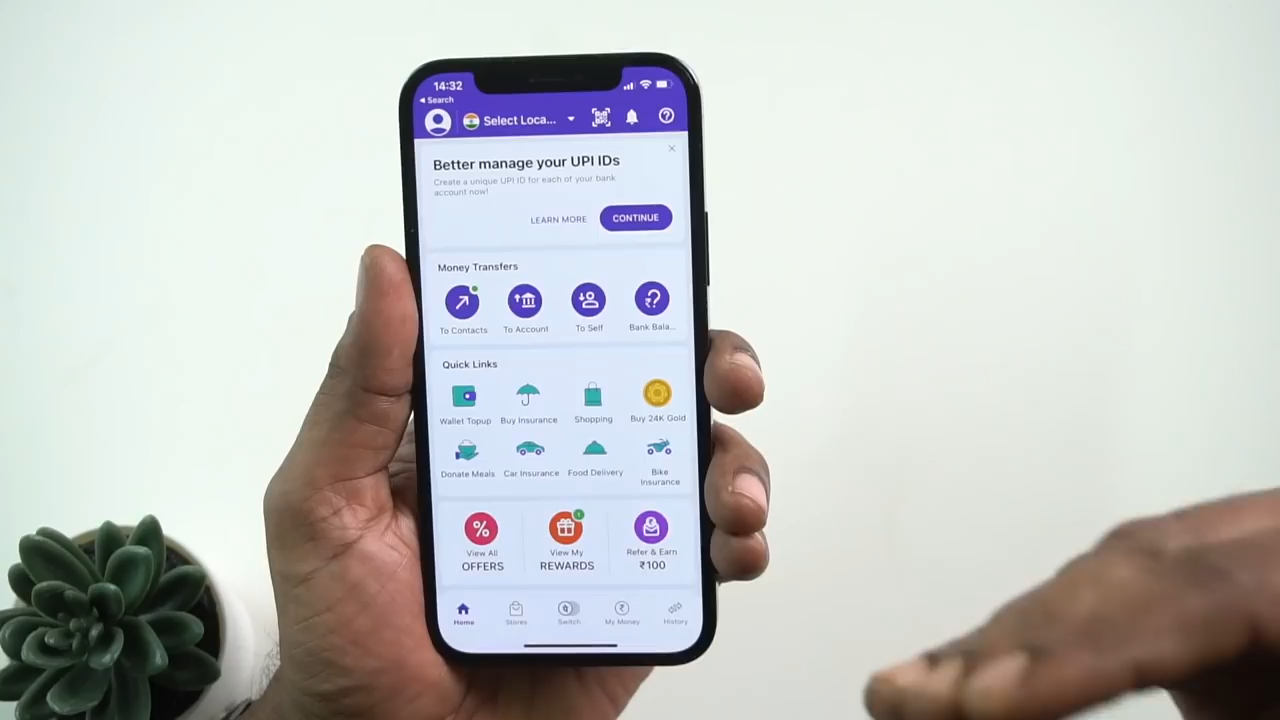 14:32
Search
Select Loca...
Better manage your UPI IDs
Create a unique UPI ID for each of your bank
account now!
LEARN MORE
CONTINUE
Money Transfers
To Contacts
To Account
To Self
Bank Bala...
Quick Links
Wallet Topup
Buy Insurance
Shopping
Buy 24K Gold
Donate Meals
Car Insurance
Food Delivery
Bike
Insurance
%
1
View All
OFFERS
View My
REWARDS
Refer & Earn
₹100
Home
Stores
Switch
My Money
History